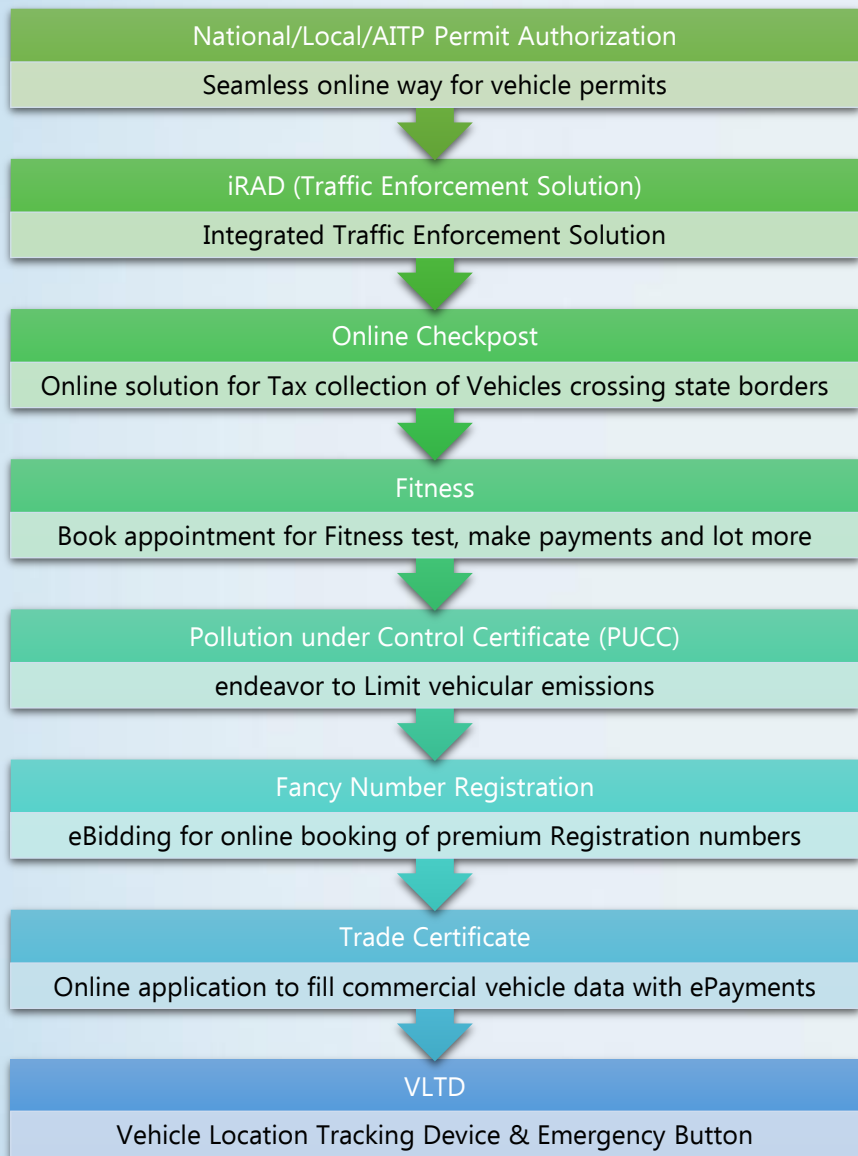 National/Local/AITP Permit Authorization
Seamless online way for vehicle permits
iRAD (Traffic Enforcement Solution)
Integrated Traffic Enforcement Solution
Online Checkpost
Online solution for Tax collection of Vehicles crossing state borders
Fitness
Book appointment for Fitness test, make payments and lot more
Pollution under Control Certificate (PUCC)
endeavor to Limit vehicular emissions
Fancy Number Registration
eBidding for online booking of premium Registration numbers
Trade Certificate
Online application to fill commercial vehicle data with ePayments
VLTD
Vehicle Location Tracking Device & Emergency Button